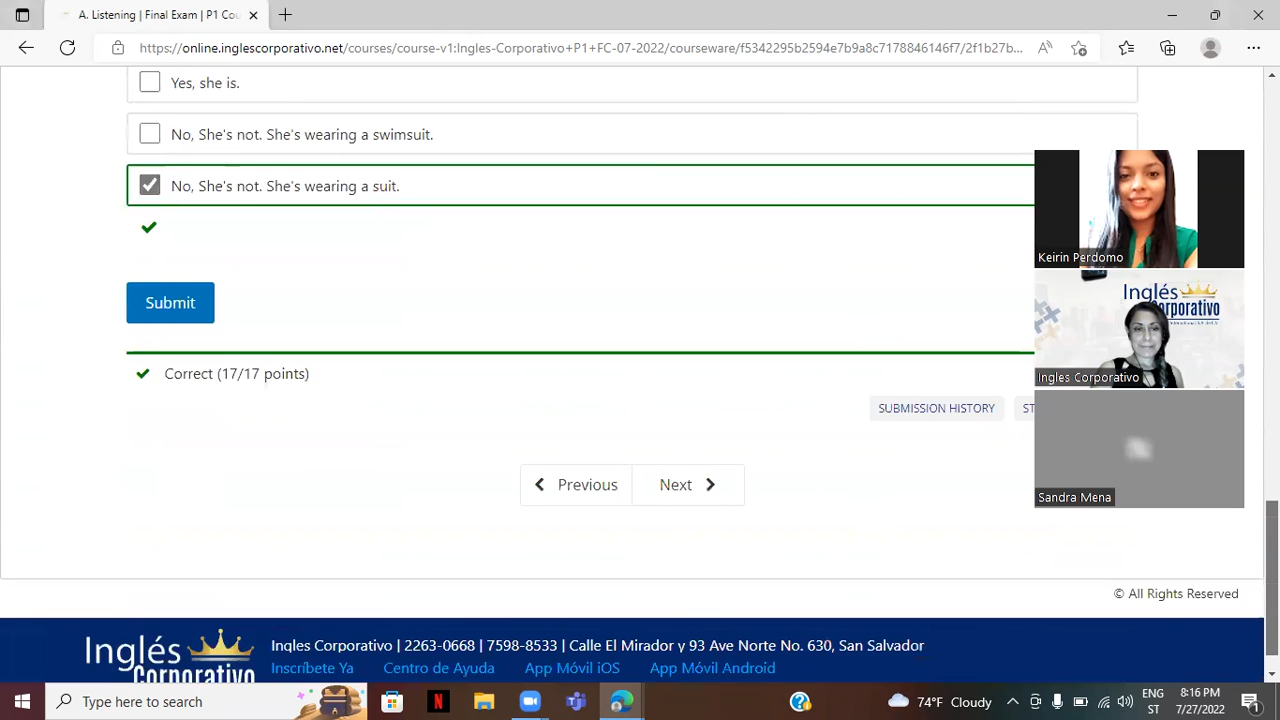 A. Listening | Final Exam | P1 Cou
https://online.inglescorporativo.net/courses/course-v1:Ingles-Corporativo+P1+FC-07-2022/courseware/f5342295b25c4e7b9a8c7178846146f7/2f1b27b...
Yes, she is.
No, She's not. She's wearing a swimsuit.
No, She's not. She's wearing a suit.
Submit
Correct (17/17 points)
SUBMISSION HISTORY
ST
Previous
Next
Keirin Perdomo
Inglés
Corporativo
Ingles Corporativo
Sandra Mena
© All Rights Reserved
Inglés
Corporativo
Ingles Corporativo | 2263-0668 | 7598-8533 | Calle El Mirador y 93 Ave Norte No. 630, San Salvador
Inscríbete Ya Centro de Ayuda App Móvil iOS App Móvil Android
Type here to search
74°F Cloudy
ENG
ST
8:16 PM
7/27/2022
1